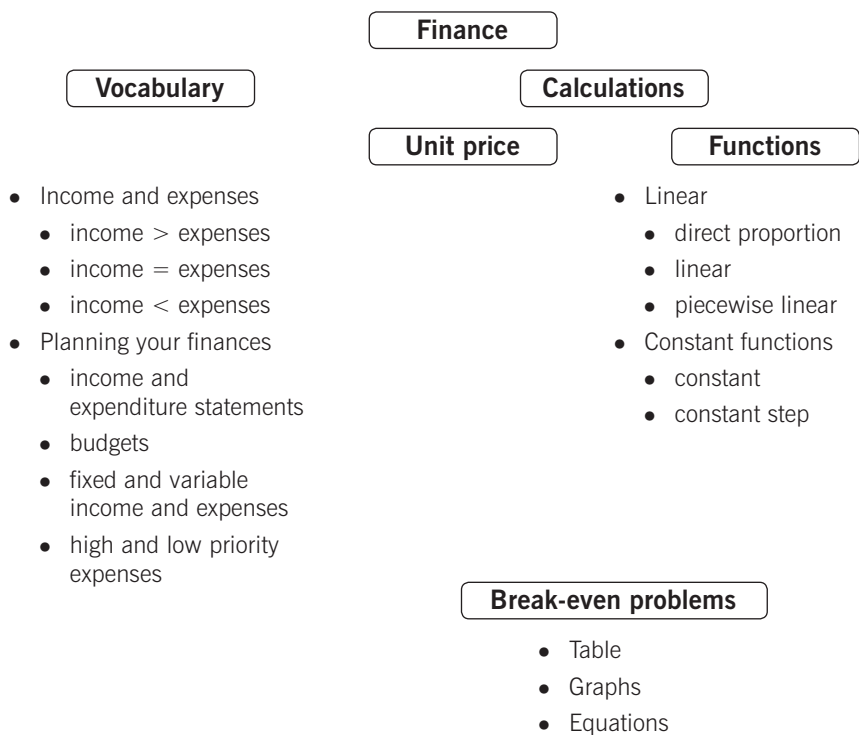 Finance
Vocabulary
Calculations
Unit price
Functions
• Income and expenses
• income > expenses
• income = expenses
• income < expenses
• Planning your finances
• income and
expenditure statements
• budgets
• fixed and variable
income and expenses
• high and low priority
expenses
• Linear
• direct proportion
• linear
• piecewise linear
• Constant functions
• constant
• constant step
Break-even problems
• Table
• Graphs
• Equations